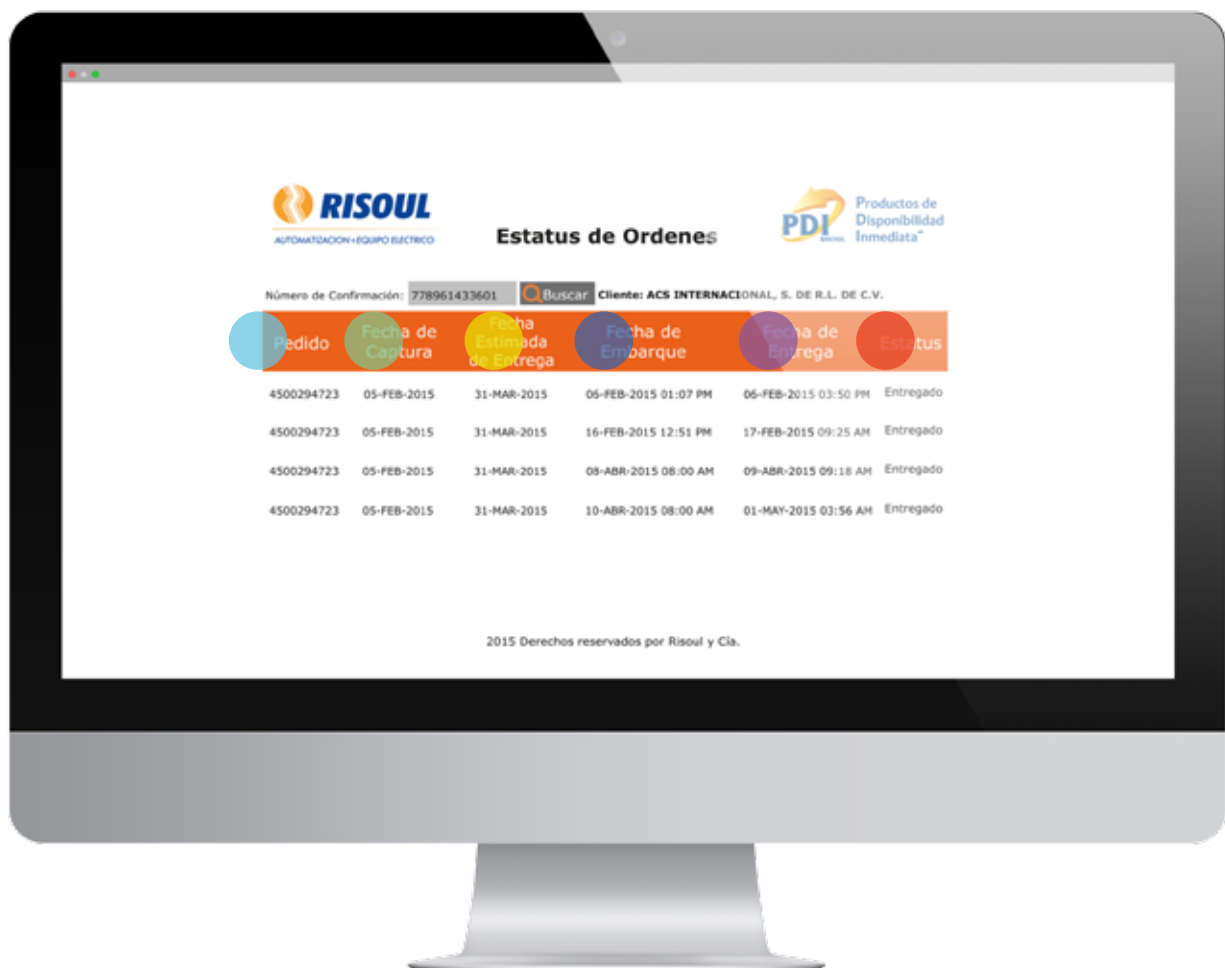 RISOUL
AUTOMATIZACION+EQUIPO ELECTRICO
Estatus de Ordenes
PDI
RISOUL
Productos de
Disponibilidad
Inmediata
Número de Confirmación: 778961433601 Buscar Cliente: ACS INTERNACIONAL, S. DE R.L. DE C.V.
Pedido
Fecha de
Captura
Fecha
Estimada
de Entrega
Fecha de
Embarque
Fecha de
Entrega
Estatus
4500294723 05-FEB-2015 31-MAR-2015 06-FEB-2015 01:07 PM 06-FEB-2015 03:50 PM Entregado
4500294723 05-FEB-2015 31-MAR-2015 16-FEB-2015 12:51 PM 17-FEB-2015 09:25 AM Entregado
4500294723 05-FEB-2015 31-MAR-2015 08-ABR-2015 08:00 AM 09-ABR-2015 09:18 AM Entregado
4500294723 05-FEB-2015 31-MAR-2015 10-ABR-2015 08:00 AM 01-MAY-2015 03:56 AM Entregado
2015 Derechos reservados por Risoul y Cía.